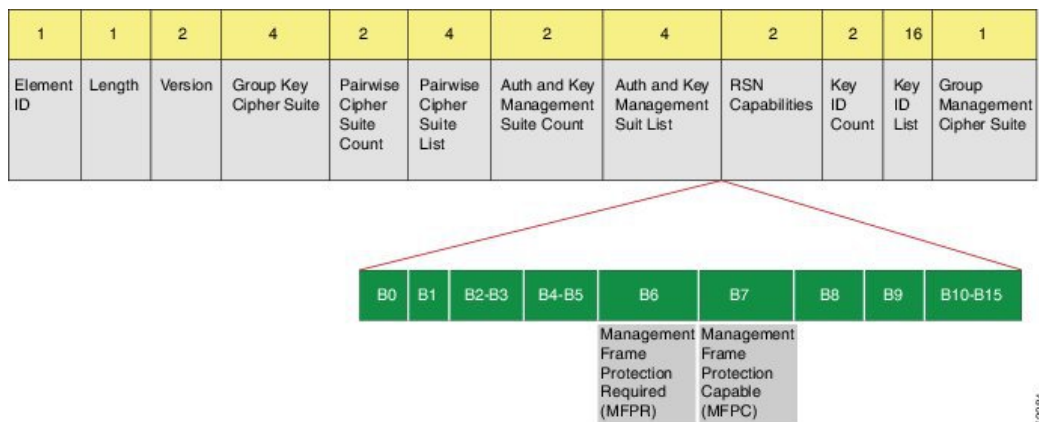 1 1 2 4 2 4 2 4 2 2 16 1
Element ID
Length
Version
Group Key Cipher Suite
Pairwise Cipher Suite Count
Pairwise Cipher Suite List
Auth and Key Management Suite Count
Auth and Key Management Suit List
RSN Capabilities
Key ID Count
Key ID List
Group Management Cipher Suite
B0 B1 B2-B3 B4-B5 B6 B7 B8 B9 B10-B15
Management Frame Protection Required (MFPR)
Management Frame Protection Capable (MFPC)